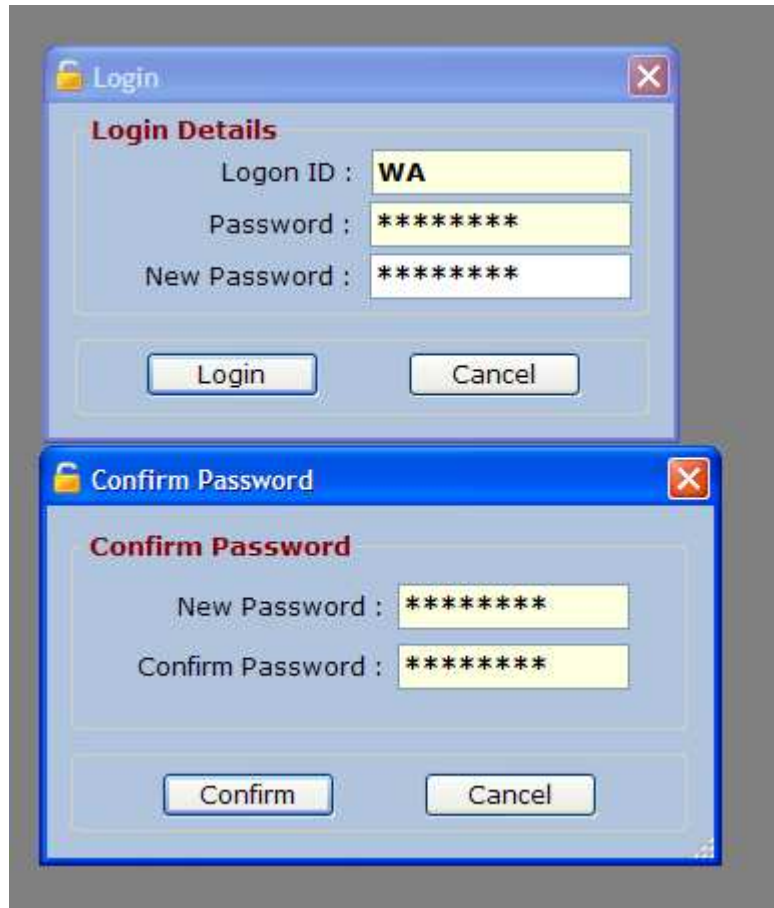 Login
Login Details
Logon ID : WA
Password : ********
New Password : ********
Login Cancel
Confirm Password
Confirm Password
New Password : ********
Confirm Password : ********
Confirm Cancel